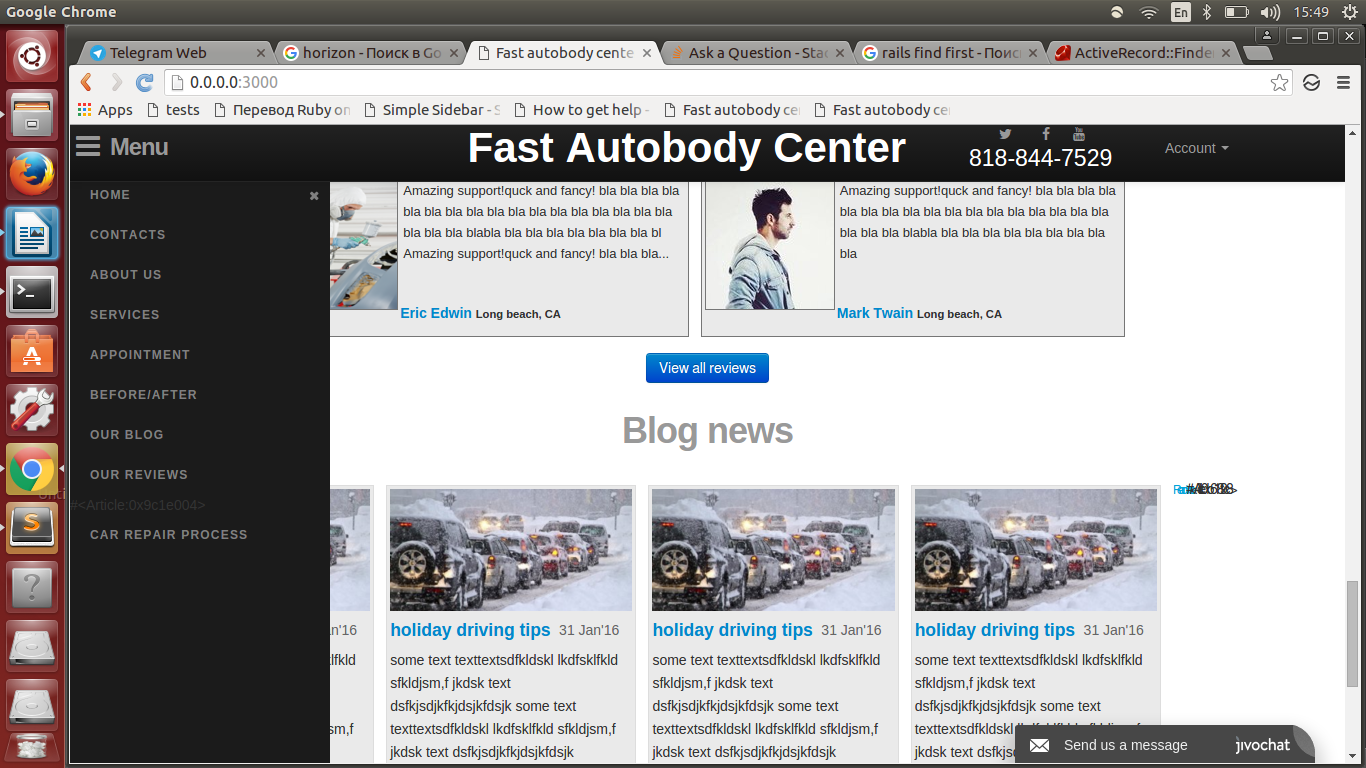 Google Chrome
En
15:49
Telegram Web
horizon - Поиск в Go
Fast autobody cente
Ask a Question - Stac
rails find first - Поис
ActiveRecord::Finde
0.0.0.0:3000
Apps
tests
Перевод Ruby on
Simple Sidebar - S
How to get help -
Fast autobody ce
Fast autobody ce
Menu
Fast Autobody Center
818-844-7529
Account
HOME
CONTACTS
ABOUT US
SERVICES
APPOINTMENT
BEFORE/AFTER
OUR BLOG
OUR REVIEWS
#<Article:0x9c1e004>
CAR REPAIR PROCESS
Amazing support!quck and fancy! bla bla bla bla
bla bla bla bla bla bla bla bla bla bla bla bla bla
bla bla bla blabla bla bla bla bla bla bla bla bl
Amazing support!quck and fancy! bla bla bla...
Eric Edwin Long beach, CA
Amazing support!quck and fancy! bla bla bla bla
bla bla bla bla bla bla bla bla bla bla bla bla bla
bla bla bla blabla bla bla bla bla bla bla bla bla
bla
Mark Twain Long beach, CA
View all reviews
Blog news
n'16
lkfkld
m,f
holiday driving tips 31 Jan'16
some text texttextsdfkldskl lkdfsklfkld
sfkldjsm,f jkdsk text
dsfkjsdjkfkjdsjkfdsjk some text
texttextsdfkldskl lkdfsklfkld sfkldjsm,f
jkdsk text dsfkjsdjkfkjdsjkfdsjk
holiday driving tips 31 Jan'16
some text texttextsdfkldskl lkdfsklfkld
sfkldjsm,f jkdsk text
dsfkjsdjkfkjdsjkfdsjk some text
texttextsdfkldskl lkdfsklfkld sfkldjsm,f
jkdsk text dsfkjsdjkfkjdsjkfdsjk
holiday driving tips 31 Jan'16
some text texttextsdfkldskl lkdfsklfkld
sfkldjsm,f jkdsk text
dsfkjsdjkfkjdsjkfdsjk some text
texttextsdfkldskl
jkdsk text dsfkjs
Send us a message
jivochat